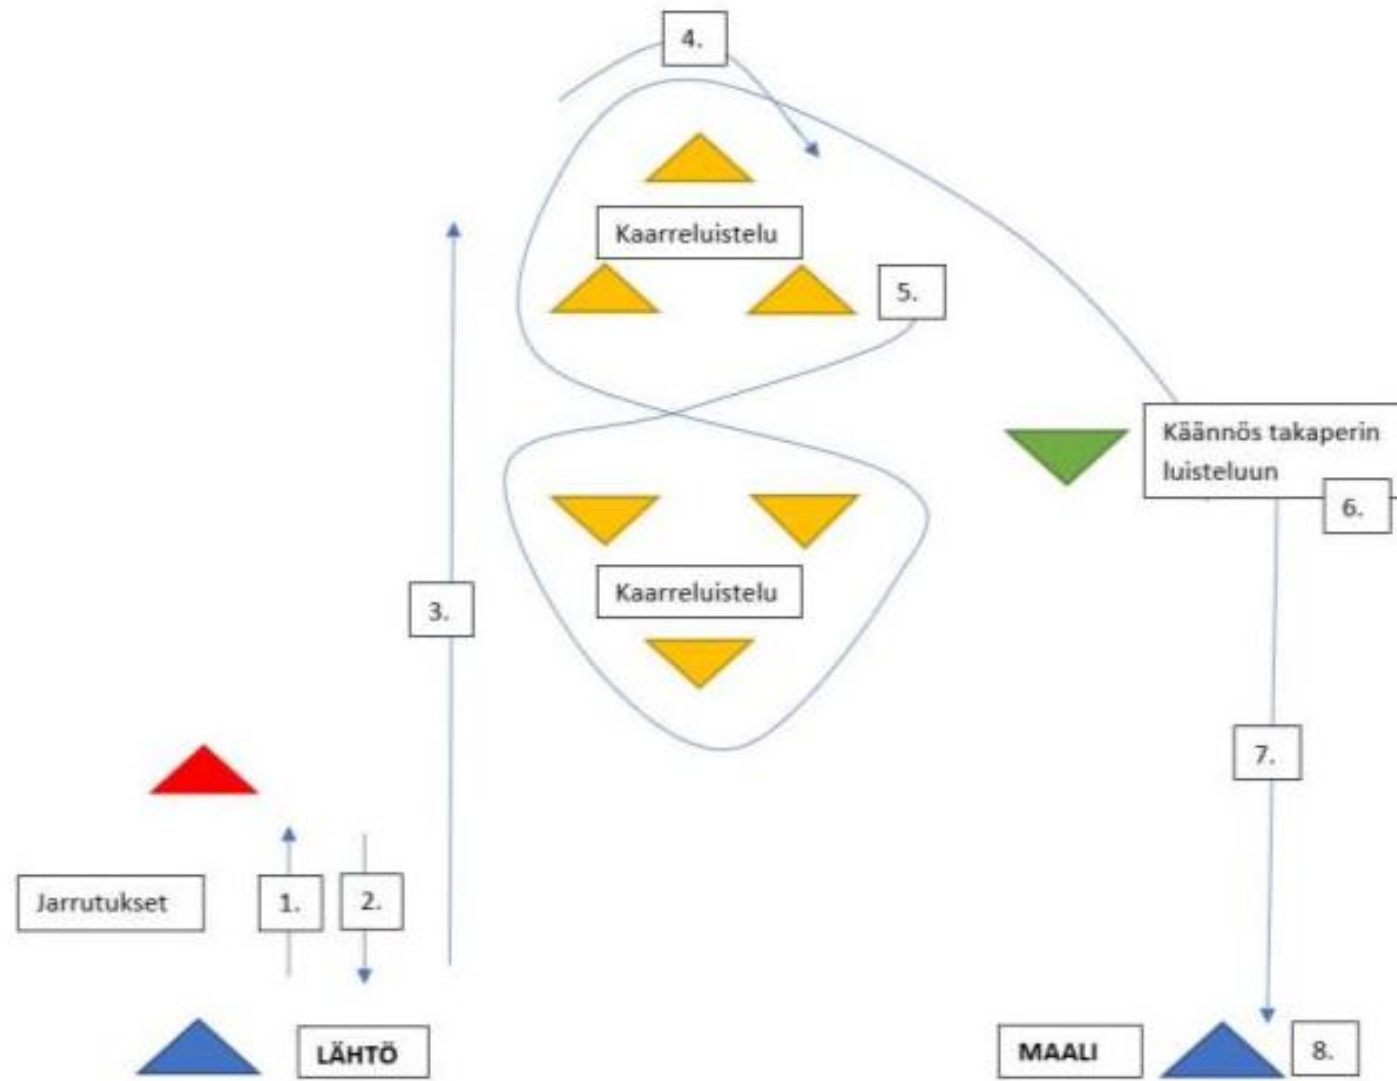 4.
Kaarreluistelu
5.
Käännös takaperin
luisteluun
6.
Kaarreluistelu
3.
7.
Jarrutukset
1.
2.
LÄHTÖ
MAALI
8.